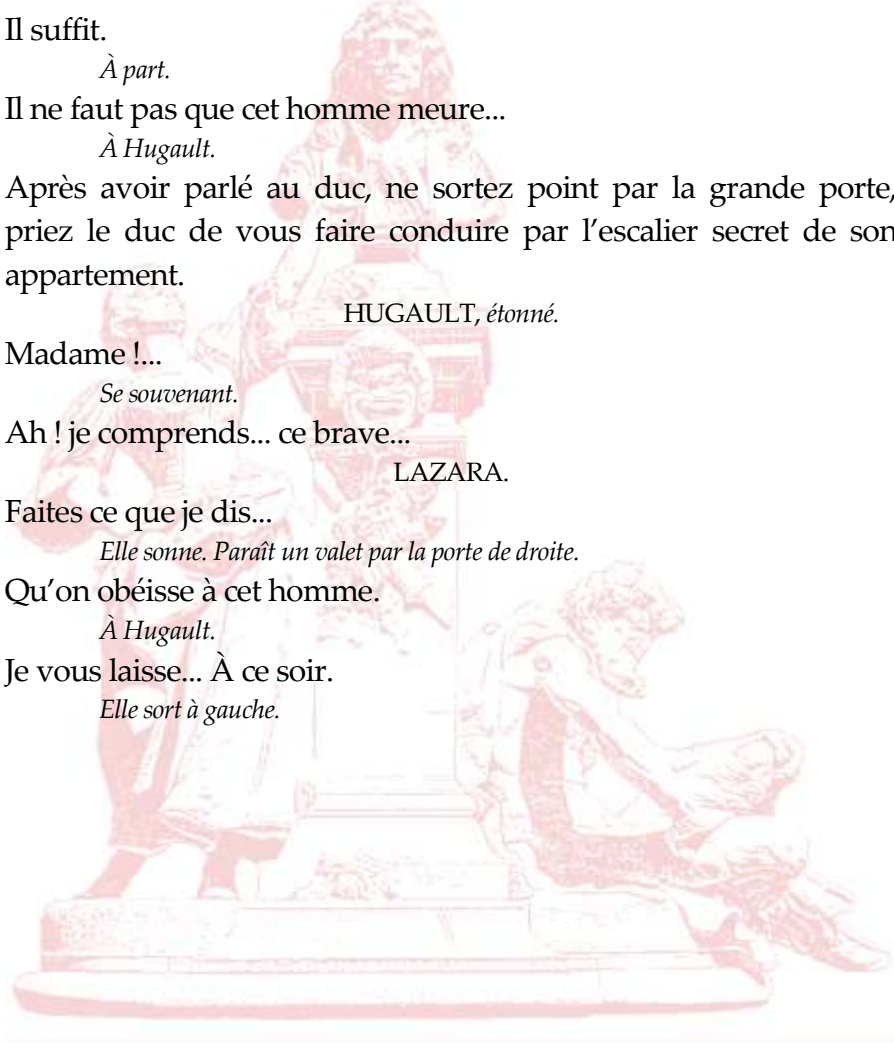 Il suffit.
À part.
Il ne faut pas que cet homme meure...
À Hugault.
Après avoir parlé au duc, ne sortez point par la grande porte,
priez le duc de vous faire conduire par l’escalier secret de son
appartement.
HUGAULT, étonné.
Madame !...
Se souvenant.
Ah ! je comprends... ce brave...
LAZARA.
Faites ce que je dis...
Elle sonne. Paraît un valet par la porte de droite.
Qu’on obéisse à cet homme.
À Hugault.
Je vous laisse... À ce soir.
Elle sort à gauche.